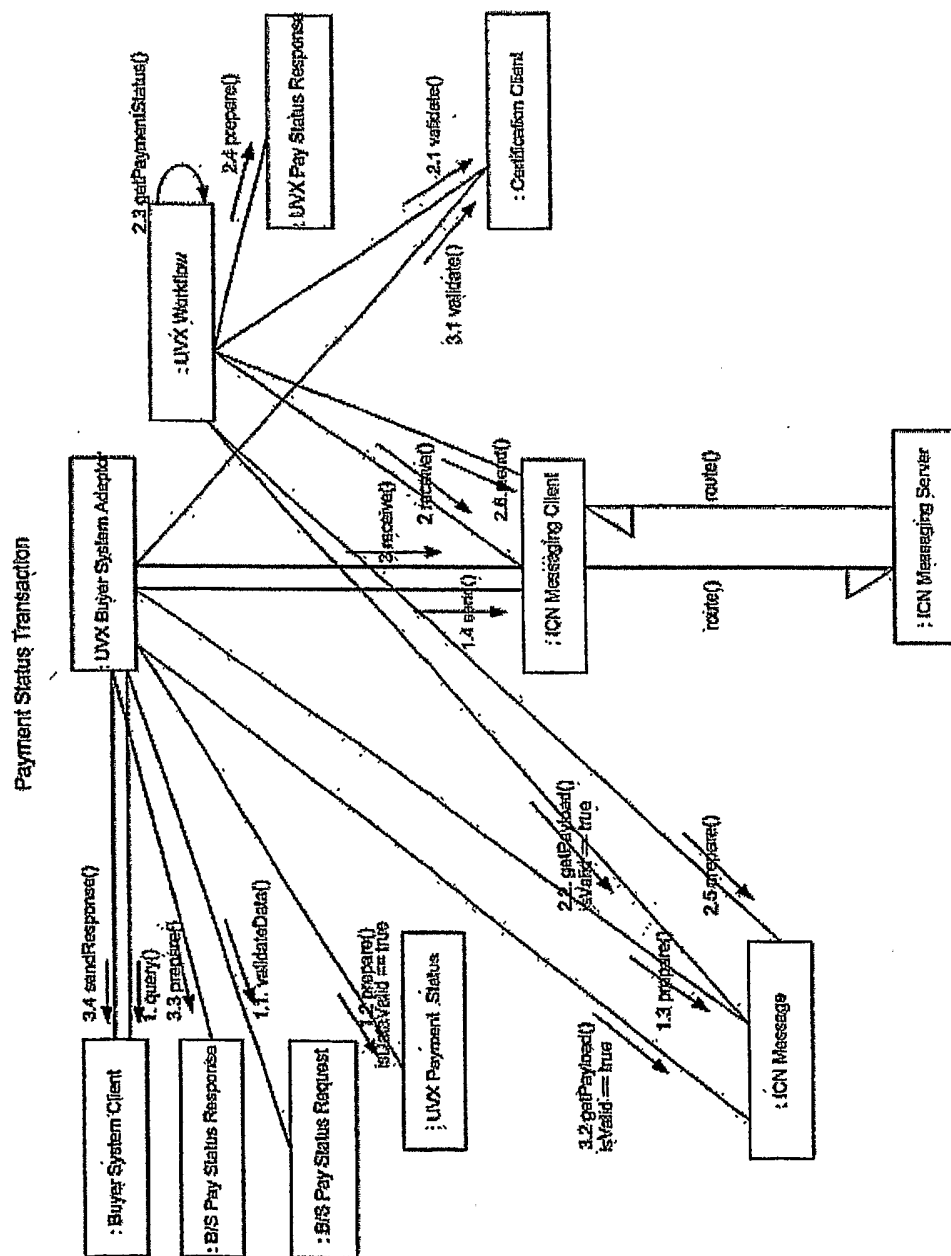 Payment Status Transaction
: Buyer System Client
3.4 sendResponse()
1. query()
3.3 prepare()
: UVX Buyer System Adaptor
: UVX Workflow
2.3 getPaymentStatus()
2.4 prepare()
: UVX Pay Status Response
: B/S Pay Status Response
1.1. validateData()
: B/S Pay Status Request
1.2 prepare()
isDataValid == true
: UVX Payment Status
3. receive()
2 receive()
1.4 send()
2.6 send()
3.1 validate()
2.1 validate()
: Certification Client
: ICN Messaging Client
2.2. getPayload()
isValid == true
2.5 prepare()
1.3 prepare()
3.2 getPayload()
isValid == true
: ICN Message
route()
route()
: ICN Messaging Server